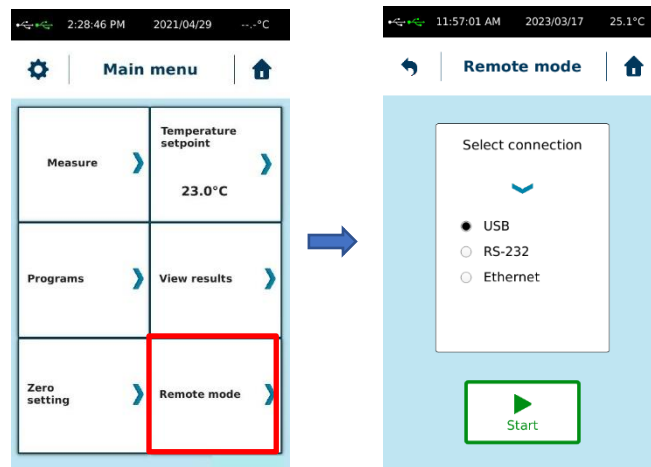 2:28:46 PM 2021/04/29 --.-°C
Main menu
Measure
Temperature
setpoint
23.0°C
Programs
View results
Zero
setting
Remote mode
11:57:01 AM 2023/03/17 25.1°C
Remote mode
Select connection
USB
RS-232
Ethernet
Start